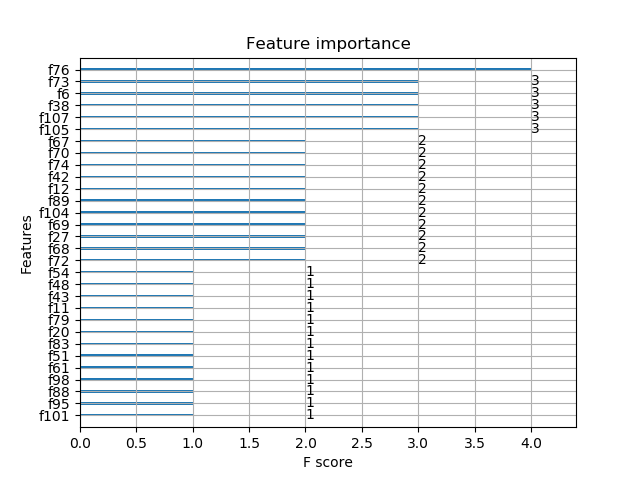 Feature importance
f76
f73 3
f6 3
f38 3
f107 3
f105 3
f67 2
f70 2
f74 2
f42 2
f12 2
f89 2
f104 2
f69 2
f27 2
f68 2
f72 2
f54 1
f48 1
f43 1
f11 1
f79 1
f20 1
f83 1
f51 1
f61 1
f98 1
f88 1
f95 1
f101 1
Features
0.0 0.5 1.0 1.5 2.0 2.5 3.0 3.5 4.0
F score